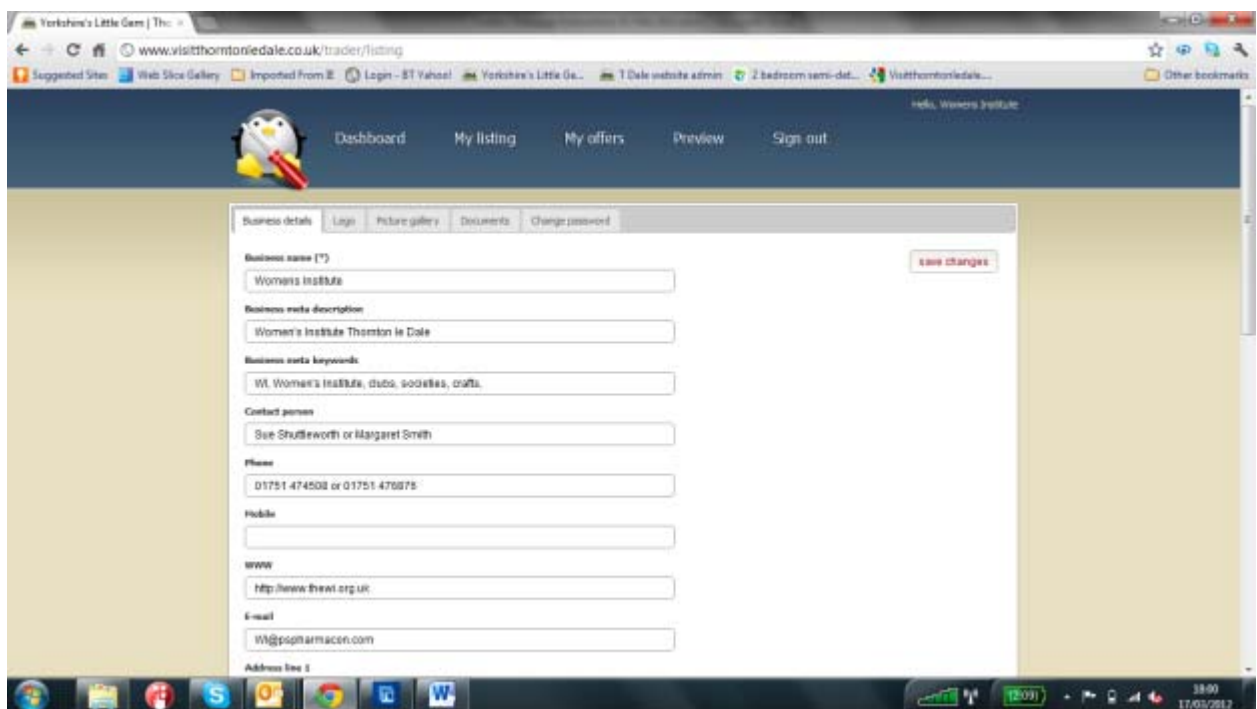 Yorkshire's Little Gem | Tho
www.visitthorntonledale.co.uk/trader/listing
Suggested Sites Web Slice Gallery Imported From IE Login - BT Yahoo! Yorkshire's Little Ge... T Dale website admin 2 bedroom semi-det... Visitthorntonledale.... Other bookmarks
Hello, Womens Institute
Dashboard My listing My offers Preview Sign out
Business details Logo Picture gallery Documents Change password
Business name (*)
save changes
Womens Institute
Business meta description
Women's Institute Thornton le Dale
Business meta keywords
WI, Women's Institute, clubs, societies, crafts.
Contact person
Sue Shuttleworth or Margaret Smith
Phone
01751 474508 or 01751 476876
Mobile
WWW
http://www.thewi.org.uk
E-mail
WI@pspharmacon.com
Address line 1
18:00
17/03/2012